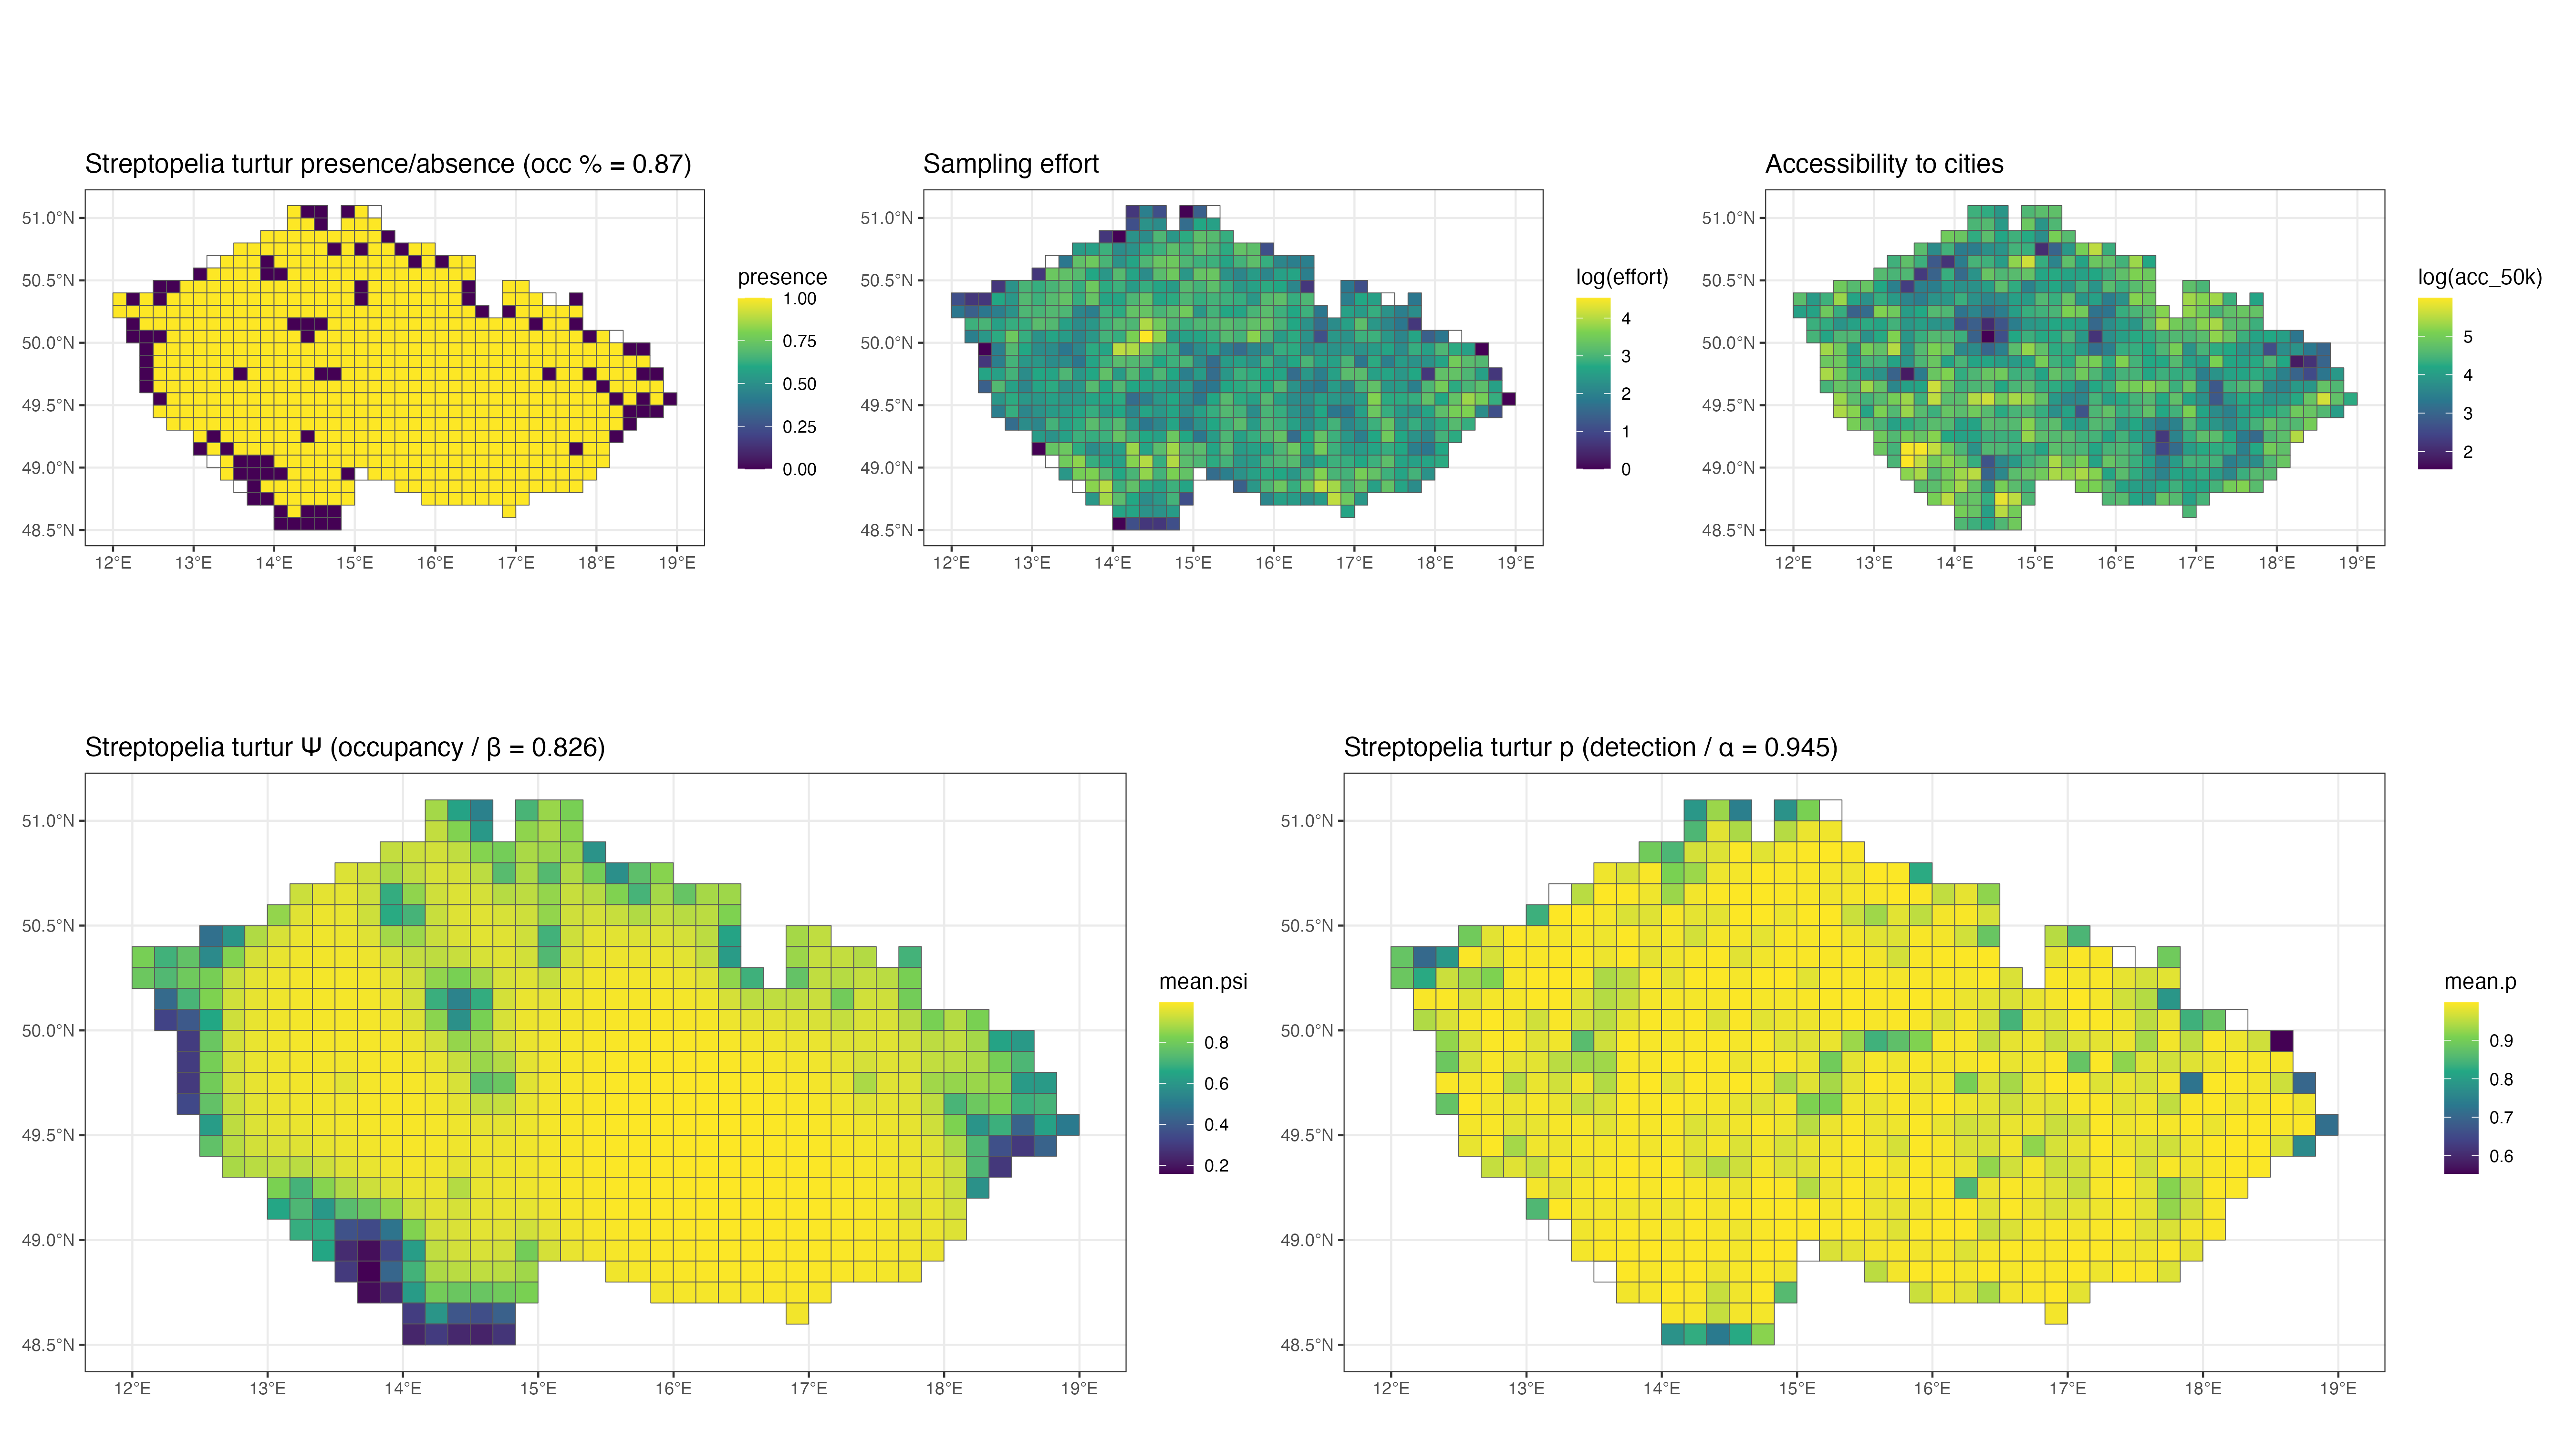 Streptopelia turtur presence/absence (occ % = 0.87)
51.0°N
50.5°N
50.0°N
49.5°N
49.0°N
48.5°N
12°E 13°E 14°E 15°E 16°E 17°E 18°E 19°E
presence
1.00
0.75
0.50
0.25
0.00
Sampling effort
51.0°N
50.5°N
50.0°N
49.5°N
49.0°N
48.5°N
12°E 13°E 14°E 15°E 16°E 17°E 18°E 19°E
log(effort)
4
3
2
1
0
Accessibility to cities
51.0°N
50.5°N
50.0°N
49.5°N
49.0°N
48.5°N
12°E 13°E 14°E 15°E 16°E 17°E 18°E 19°E
log(acc_50k)
5
4
3
2
Streptopelia turtur Ψ (occupancy / β = 0.826)
51.0°N
50.5°N
50.0°N
49.5°N
49.0°N
48.5°N
12°E 13°E 14°E 15°E 16°E 17°E 18°E 19°E
mean.psi
0.8
0.6
0.4
0.2
Streptopelia turtur p (detection / α = 0.945)
51.0°N
50.5°N
50.0°N
49.5°N
49.0°N
48.5°N
12°E 13°E 14°E 15°E 16°E 17°E 18°E 19°E
mean.p
0.9
0.8
0.7
0.6